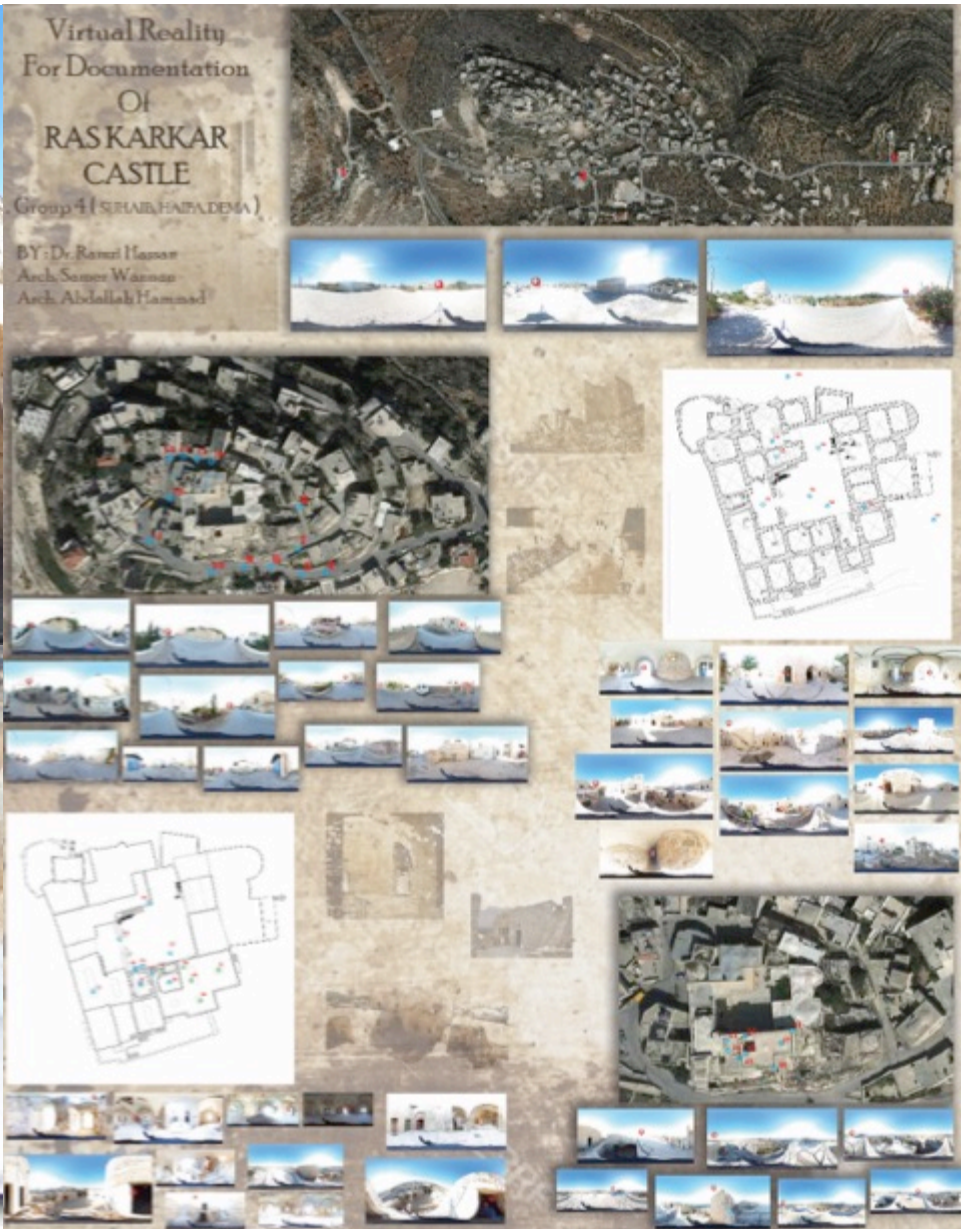 Virtual Reality
For Documentation
Of
RAS KARKAR
CASTLE
Group 4 ( SUHAIB, HAIFA, DEMA )
BY : Dr. Ramzi Hassan
Arch. Samer Wannan
Arch. Abdallah Hammad